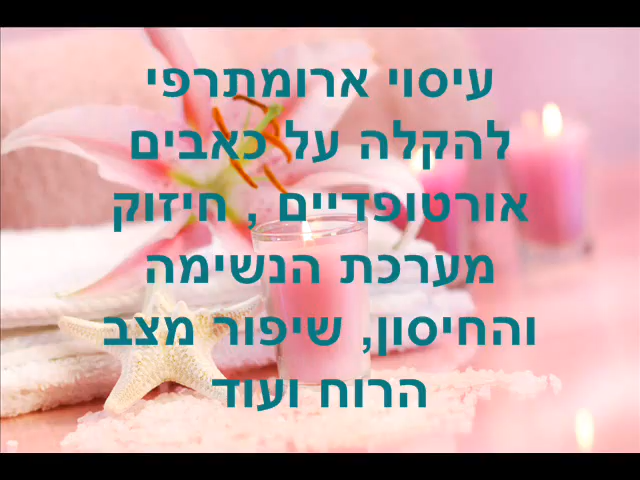 עיסוי ארומתרפי
להקלה על כאבים
אורטופדיים , חיזוק
מערכת הנשימה
והחיסון, שיפור מצב
הרוח ועוד